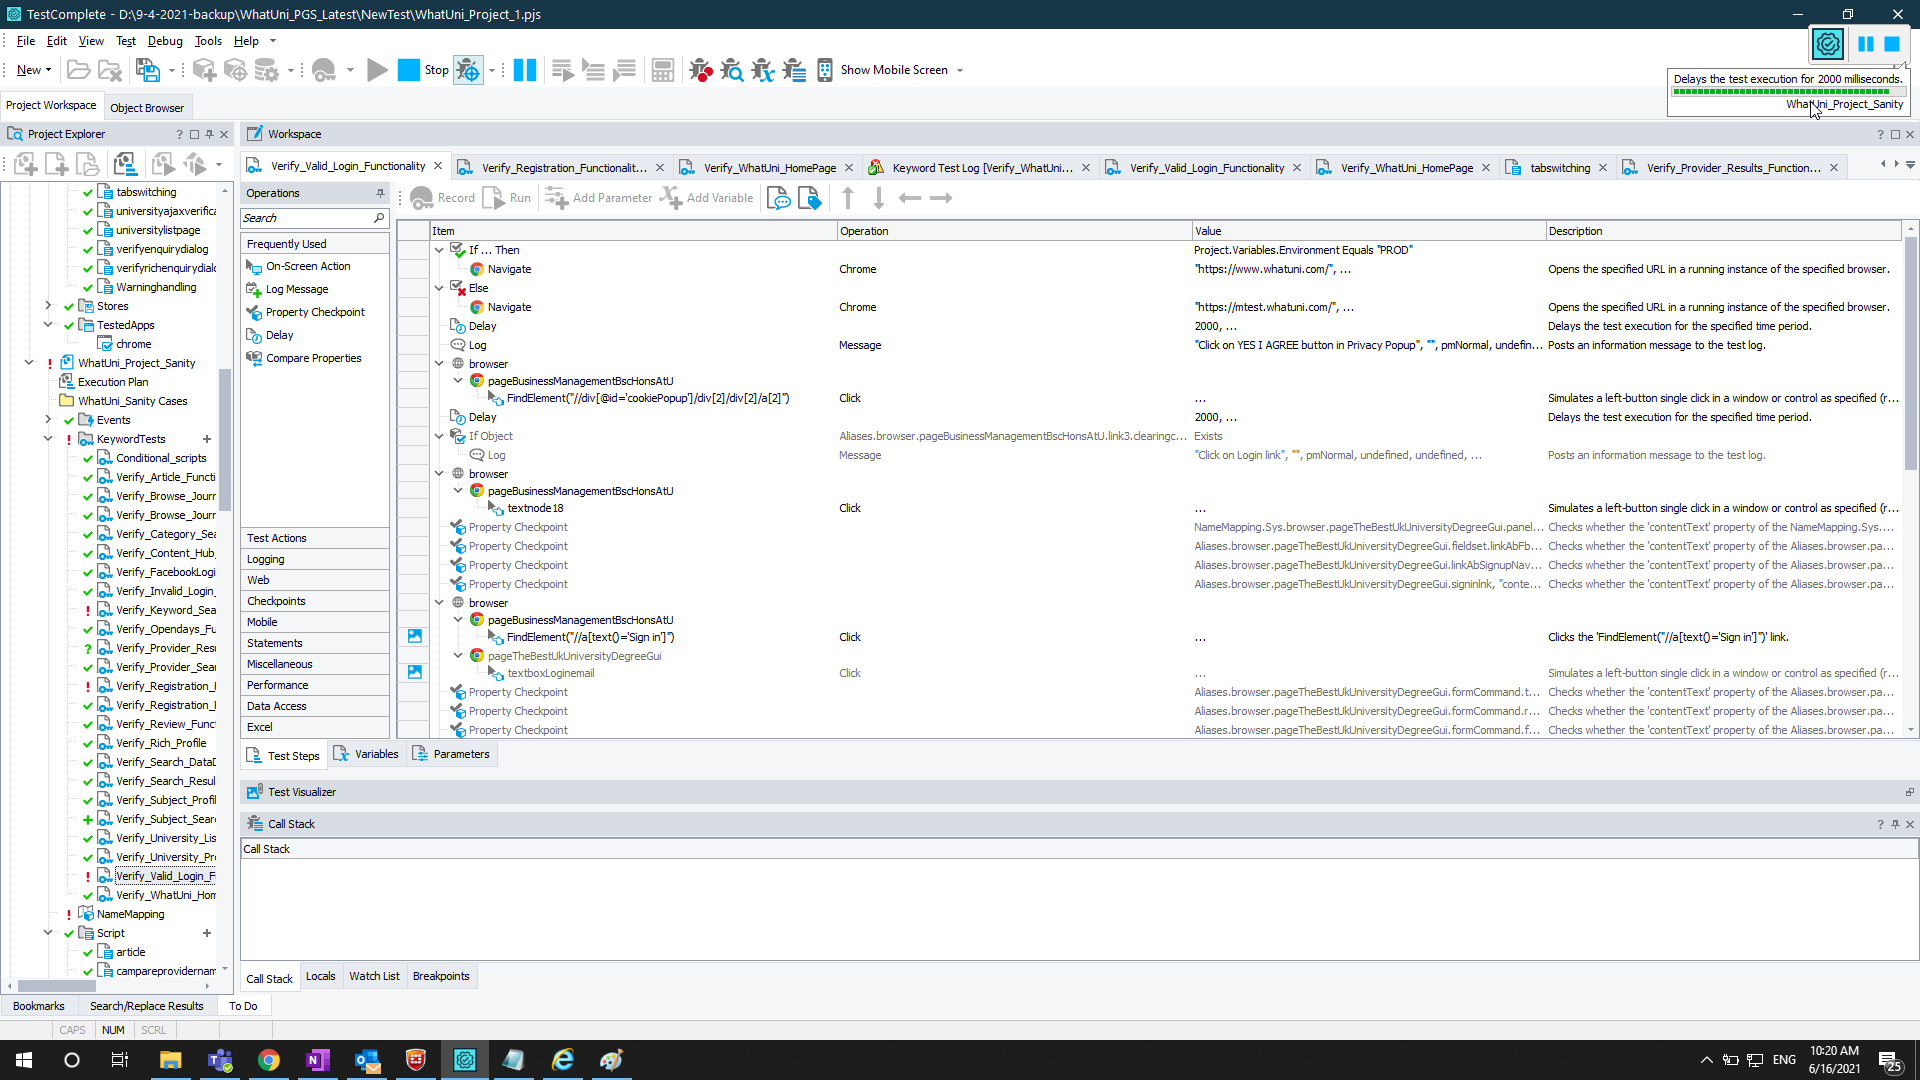 TestComplete - D:\9-4-2021-backup\WhatUni_PGS_Latest\NewTest\WhatUni_Project_1.pjs
File Edit View Test Debug Tools Help
New
Stop
Show Mobile Screen
Delays the test execution for 2000 milliseconds.
WhatUni_Project_Sanity
Project Workspace
Object Browser
Project Explorer
Workspace
Verify_Valid_Login_Functionality
Verify_Registration_Functionalit...
Verify_WhatUni_HomePage
Keyword Test Log [Verify_WhatUni...
Verify_Valid_Login_Functionality
Verify_WhatUni_HomePage
tabswitching
Verify_Provider_Results_Function...
tabswitching
universityajaxverifica
universitylistpage
verifyenquirydialog
verifyrichenquirydialo
Warninghandling
Stores
TestedApps
chrome
WhatUni_Project_Sanity
Execution Plan
WhatUni_Sanity Cases
Events
KeywordTests
Conditional_scripts
Verify_Article_Functi
Verify_Browse_Journ
Verify_Browse_Journ
Verify_Category_Sea
Verify_Content_Hub_
Verify_FacebookLogi
Verify_Invalid_Login_
Verify_Keyword_Sea
Verify_Opendays_Fu
Verify_Provider_Resu
Verify_Provider_Sear
Verify_Registration_F
Verify_Registration_F
Verify_Review_Funct
Verify_Rich_Profile
Verify_Search_DataD
Verify_Search_Resul
Verify_Subject_Profil
Verify_Subject_Sear
Verify_University_Lis
Verify_University_Pro
Verify_Valid_Login_F
Verify_WhatUni_Hom
NameMapping
Script
article
campareprovidernam
Operations
Search
Frequently Used
On-Screen Action
Log Message
Property Checkpoint
Delay
Compare Properties
Test Actions
Logging
Web
Checkpoints
Mobile
Statements
Miscellaneous
Performance
Data Access
Excel
Record Run Add Parameter Add Variable
Item Operation Value Description
If ... Then Project.Variables.Environment Equals "PROD"
Navigate Chrome "https://www.whatuni.com/", ... Opens the specified URL in a running instance of the specified browser.
Else
Navigate Chrome "https://mtest.whatuni.com/", ... Opens the specified URL in a running instance of the specified browser.
Delay 2000, ... Delays the test execution for the specified time period.
Log Message "Click on YES I AGREE button in Privacy Popup", "", pmNormal, undefin... Posts an information message to the test log.
browser
pageBusinessManagementBscHonsAtU
FindElement("//div[@id='cookiePopup']/div[2]/div[2]/a[2]") Click ... Simulates a left-button single click in a window or control as specified (r...
Delay 2000, ... Delays the test execution for the specified time period.
If Object Aliases.browser.pageBusinessManagementBscHonsAtU.link3.clearingc... Exists
Log Message "Click on Login link", "", pmNormal, undefined, undefined, ... Posts an information message to the test log.
browser
pageBusinessManagementBscHonsAtU
textnode18 Click ... Simulates a left-button single click in a window or control as specified (r...
Property Checkpoint NameMapping.Sys.browser.pageTheBestUkUniversityDegreeGui.panel... Checks whether the 'contentText' property of the NameMapping.Sys....
Property Checkpoint Aliases.browser.pageTheBestUkUniversityDegreeGui.fieldset.linkAbFb... Checks whether the 'contentText' property of the Aliases.browser.pa...
Property Checkpoint Aliases.browser.pageTheBestUkUniversityDegreeGui.linkAbSignupNav... Checks whether the 'contentText' property of the Aliases.browser.pa...
Property Checkpoint Aliases.browser.pageTheBestUkUniversityDegreeGui.signinlnk, "conte... Checks whether the 'contentText' property of the Aliases.browser.pa...
browser
pageBusinessManagementBscHonsAtU
FindElement("//a[text()='Sign in']") Click ... Clicks the 'FindElement("//a[text()='Sign in']")' link.
pageTheBestUkUniversityDegreeGui
textboxLoginemail Click ... Simulates a left-button single click in a window or control as specified (r...
Property Checkpoint Aliases.browser.pageTheBestUkUniversityDegreeGui.formCommand.t... Checks whether the 'contentText' property of the Aliases.browser.pa...
Property Checkpoint Aliases.browser.pageTheBestUkUniversityDegreeGui.formCommand.r... Checks whether the 'contentText' property of the Aliases.browser.pa...
Property Checkpoint Aliases.browser.pageTheBestUkUniversityDegreeGui.formCommand.f... Checks whether the 'contentText' property of the Aliases.browser.pa...
Test Steps Variables Parameters
Test Visualizer
Call Stack
Call Stack
Call Stack Locals Watch List Breakpoints
Bookmarks Search/Replace Results To Do
CAPS NUM SCRL
ENG
10:20 AM
6/16/2021
25